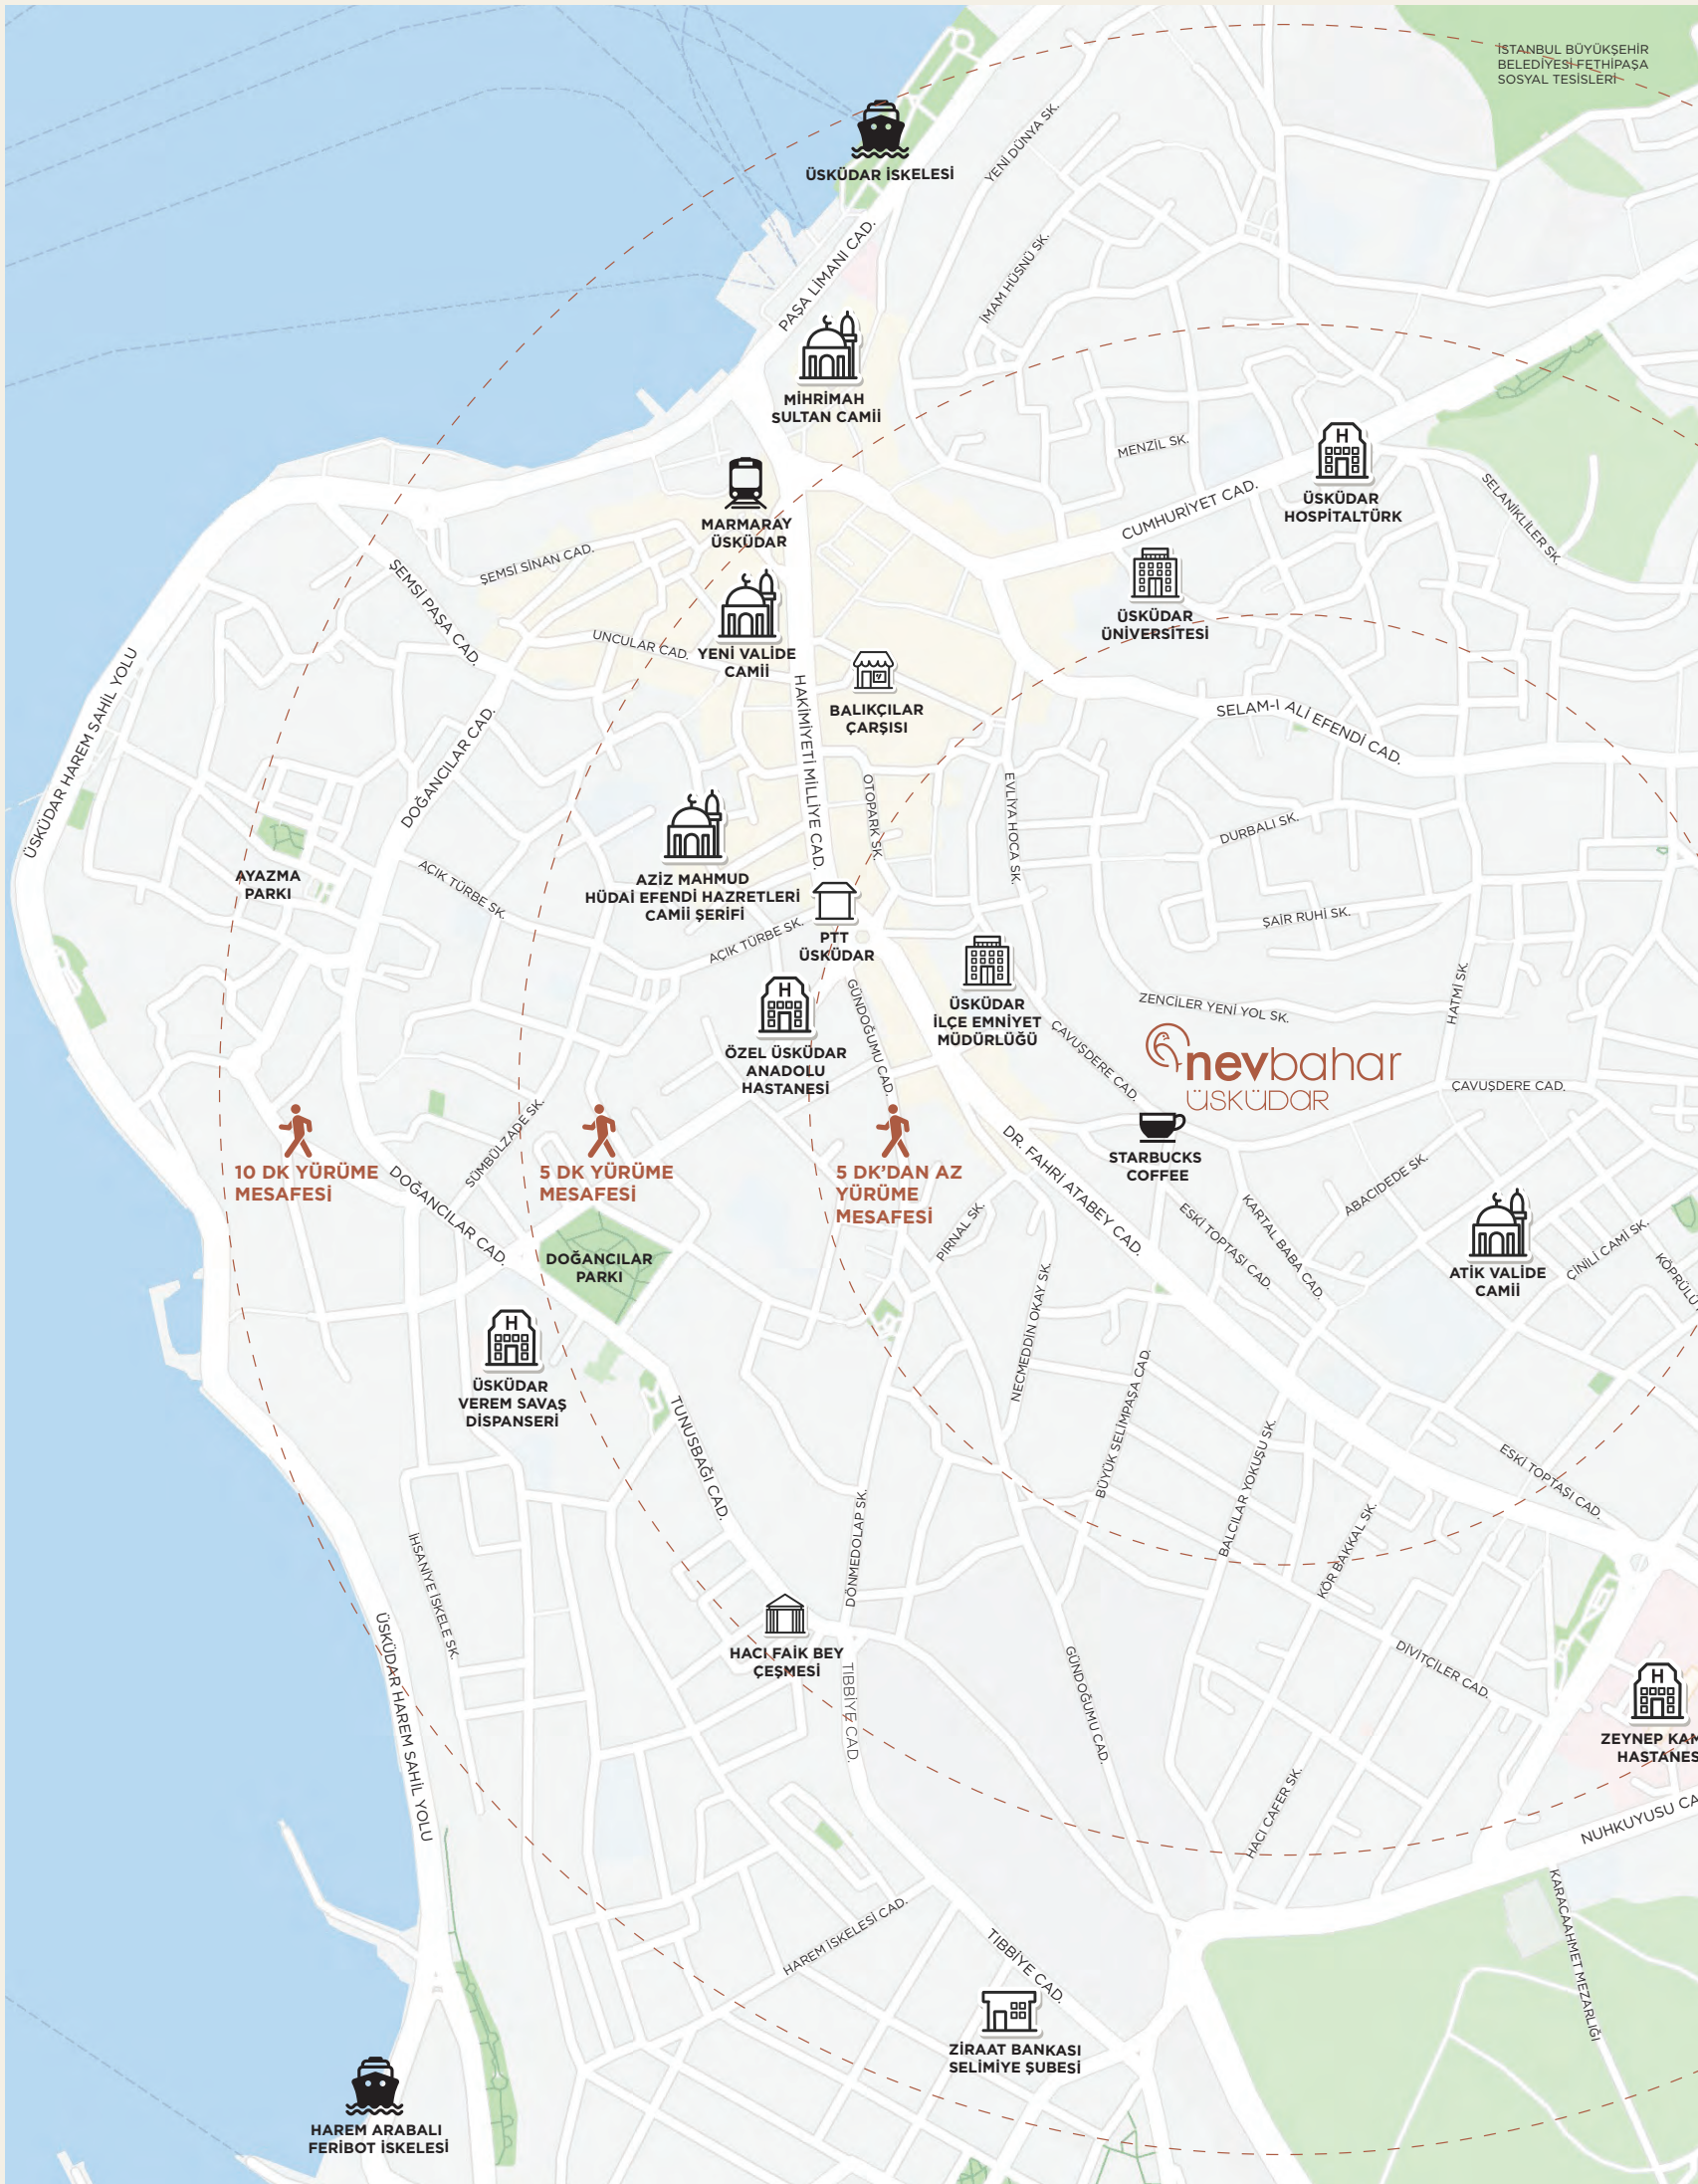 İSTANBUL BÜYÜKŞEHİR
BELEDİYESİ FETHİPAŞA
SOSYAL TESİSLERİ
YENİ DÜNYA SK.
ÜSKÜDAR İSKELESİ
PAŞA LİMANI CAD.
İMAM HÜSNÜ SK.
MİHRİMAH
SULTAN CAMİİ
MENZİL SK.
H
ÜSKÜDAR
HOSPİTALTÜRK
CUMHURİYET CAD.
SELANİKLİLER SK.
MARMARAY
ÜSKÜDAR
ŞEMSİ SİNAN CAD.
ŞEMSİ PAŞA CAD.
ÜSKÜDAR
ÜNİVERSİTESİ
UNCULAR CAD.
YENİ VALİDE
CAMİİ
ÜSKÜDAR HAREM SAHİL YOLU
HAKİMİYETİ MİLLİYE CAD.
BALIKÇILAR
ÇARŞISI
SELAM-I ALİ EFENDİ CAD.
DOĞANCILAR CAD.
OTOPARK SK.
EVLİYA HOCA SK.
DURBALI SK.
AYAZMA
PARKI
AÇIK TÜRBE SK.
AZİZ MAHMUD
HÜDAİ EFENDİ HAZRETLERİ
CAMİİ ŞERİFİ
AÇIK TÜRBE SK.
PTT
ÜSKÜDAR
ŞAİR RUHİ SK.
HATMİ SK.
ZENCİLER YENİ YOL SK.
H
ÖZEL ÜSKÜDAR
ANADOLU
HASTANESİ
GÜNDOĞUMU CAD.
ÜSKÜDAR
İLÇE EMNİYET
MÜDÜRLÜĞÜ
ÇAVUŞDERE CAD.
nevbahar
ÜSKÜDAR
ÇAVUŞDERE CAD.
SÜMBÜLZADE SK.
10 DK YÜRÜME
MESAFESİ
5 DK YÜRÜME
MESAFESİ
5 DK'DAN AZ
YÜRÜME
MESAFESİ
STARBUCKS
COFFEE
DR. FAHRİ ATABEY CAD.
DOĞANCILAR CAD.
PIRNAL SK.
ESKİ TOPTAŞI CAD.
KARTAL BABA CAD.
ABACIDEDE SK.
ATİK VALİDE
CAMİİ
ÇİNİLİ CAMİ SK.
KÖPRÜLÜ
DOĞANCILAR
PARKI
H
ÜSKÜDAR
VEREM SAVAŞ
DİSPANSERİ
NECMEDDİN OKAY SK.
BÜYÜK SELİMPAŞA CAD.
TUNUSBAĞI CAD.
BALCILAR YOKUŞU SK.
ESKİ TOPTAŞI CAD.
DÖNMEDOLAP SK.
KÖR BAKKAL SK.
İHSANİYE İSKELE SK.
HACI FAİK BEY
ÇEŞMESİ
TIBBİYE CAD.
GÜNDOĞUMU CAD.
DİVİTÇİLER CAD.
ÜSKÜDAR HAREM SAHİL YOLU
H
ZEYNEP KAM
HASTANES
HACI CAFER SK.
NUHKUYUSU CA
KARACAAHMET MEZARLIĞI
HAREM İSKELESİ CAD.
TIBBİYE CAD.
ZİRAAT BANKASI
SELİMİYE ŞUBESİ
HAREM ARABALI
FERİBOT İSKELESİ